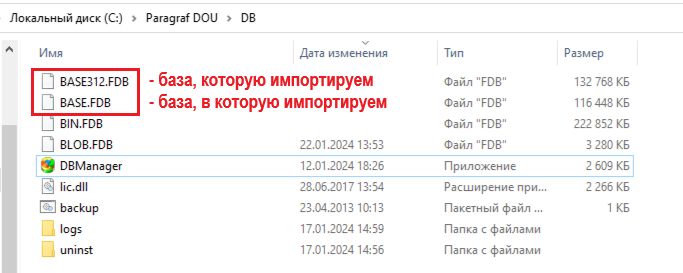 Локальный диск (C:) > Paragraf DOU > DB
Имя Дата изменения Тип Размер
BASE312.FDB - база, которую импортируем Файл "FDB" 132 768 КБ
BASE.FDB - база, в которую импортируем Файл "FDB" 116 448 КБ
BIN.FDB Файл "FDB" 222 852 КБ
BLOB.FDB 22.01.2024 13:53 Файл "FDB" 3 280 КБ
DBManager 12.01.2024 18:26 Приложение 2 609 КБ
lic.dll 28.06.2017 13:54 Расширение при... 2 266 КБ
backup 23.04.2013 10:13 Пакетный файл ... 1 КБ
logs 17.01.2024 14:59 Папка с файлами
uninst 17.01.2024 14:56 Папка с файлами